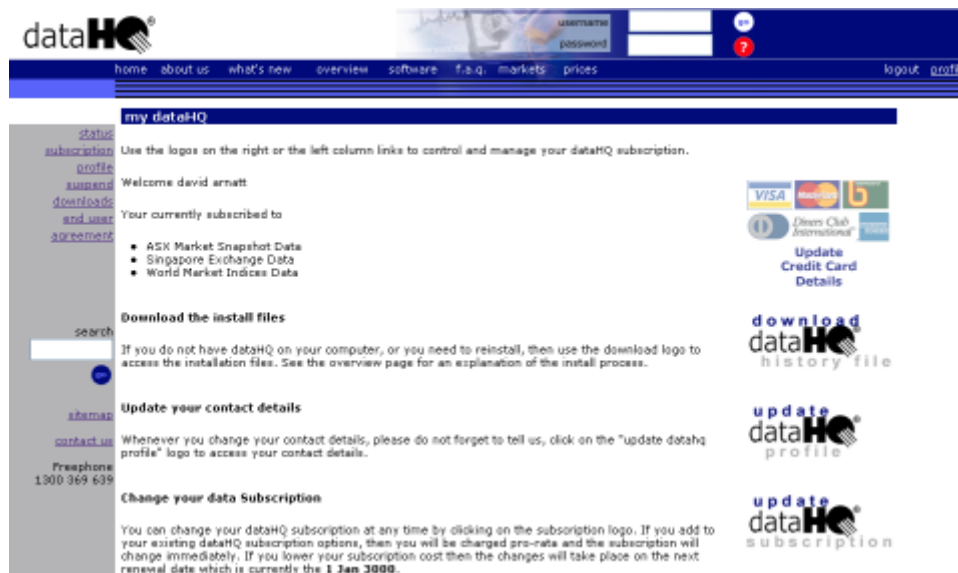 dataHQ
username
password
go
?
home about us what's new overview software f.a.q. markets prices logout profil
my dataHQ
status
subscription
profile
suspend
downloads
end user
agreement
Use the logos on the right or the left column links to control and manage your dataHQ subscription.
Welcome david arnatt
Your currently subscribed to
• ASX Market Snapshot Data
• Singapore Exchange Data
• World Market Indices Data
VISA MasterCard
Diners Club
International
Update
Credit Card
Details
search
go
sitemap
contact us
Freephone
1300 369 639
Download the install files
If you do not have dataHQ on your computer, or you need to reinstall, then use the download logo to
access the installation files. See the overview page for an explanation of the install process.
download
dataHQ
history file
Update your contact details
Whenever you change your contact details, please do not forget to tell us, click on the "update datahq
profile" logo to access your contact details.
update
dataHQ
profile
Change your data Subscription
You can change your dataHQ subscription at any time by clicking on the subscription logo. If you add to
your existing dataHQ subscription options, then you will be charged pro-rate and the subscription will
change immediately. If you lower your subscription cost then the changes will take place on the next
renewal date which is currently the 1 Jan 3000.
update
dataHQ
subscription